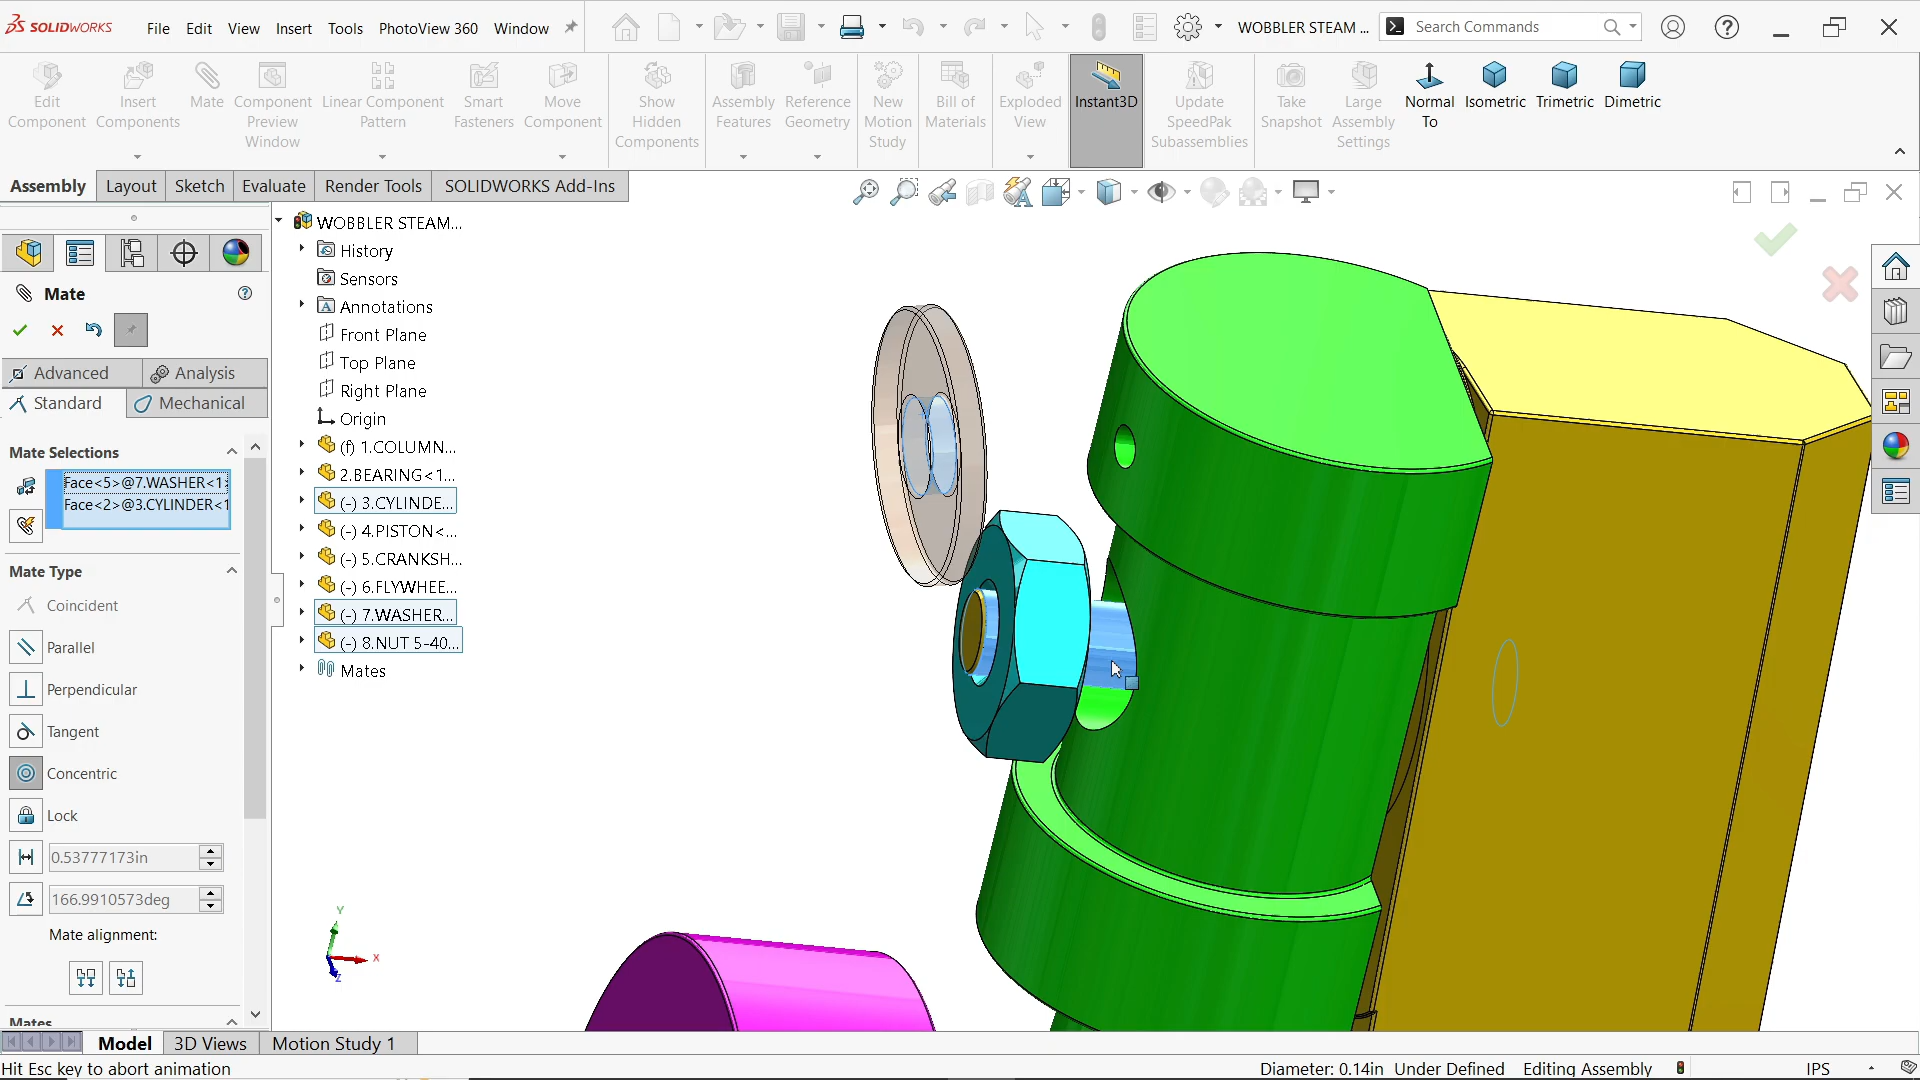 SOLIDWORKS
File Edit View Insert Tools PhotoView 360 Window
WOBBLER STEAM ...
Search Commands
Edit Component
Insert Components
Mate
Component Preview Window
Linear Component Pattern
Smart Fasteners
Move Component
Show Hidden Components
Assembly Features
Reference Geometry
New Motion Study
Bill of Materials
Exploded View
Instant3D
Update SpeedPak Subassemblies
Take Snapshot
Large Assembly Settings
Normal To
Isometric
Trimetric
Dimetric
Assembly Layout Sketch Evaluate Render Tools SOLIDWORKS Add-Ins
WOBBLER STEAM...
History
Sensors
Annotations
Front Plane
Top Plane
Right Plane
Origin
(f) 1.COLUMN...
2.BEARING<1...
(-) 3.CYLINDE...
(-) 4.PISTON<...
(-) 5.CRANKSH...
(-) 6.FLYWHEE...
(-) 7.WASHER...
(-) 8.NUT 5-40...
Mates
Mate
Advanced Analysis
Standard Mechanical
Mate Selections
Face<5>@7.WASHER<1>
Face<2>@3.CYLINDER<1
Mate Type
Coincident
Parallel
Perpendicular
Tangent
Concentric
Lock
0.53777173in
166.9910573deg
Mate alignment:
Mates
Y
X
Z
Model 3D Views Motion Study 1
Hit Esc key to abort animation
Diameter: 0.14in Under Defined Editing Assembly IPS